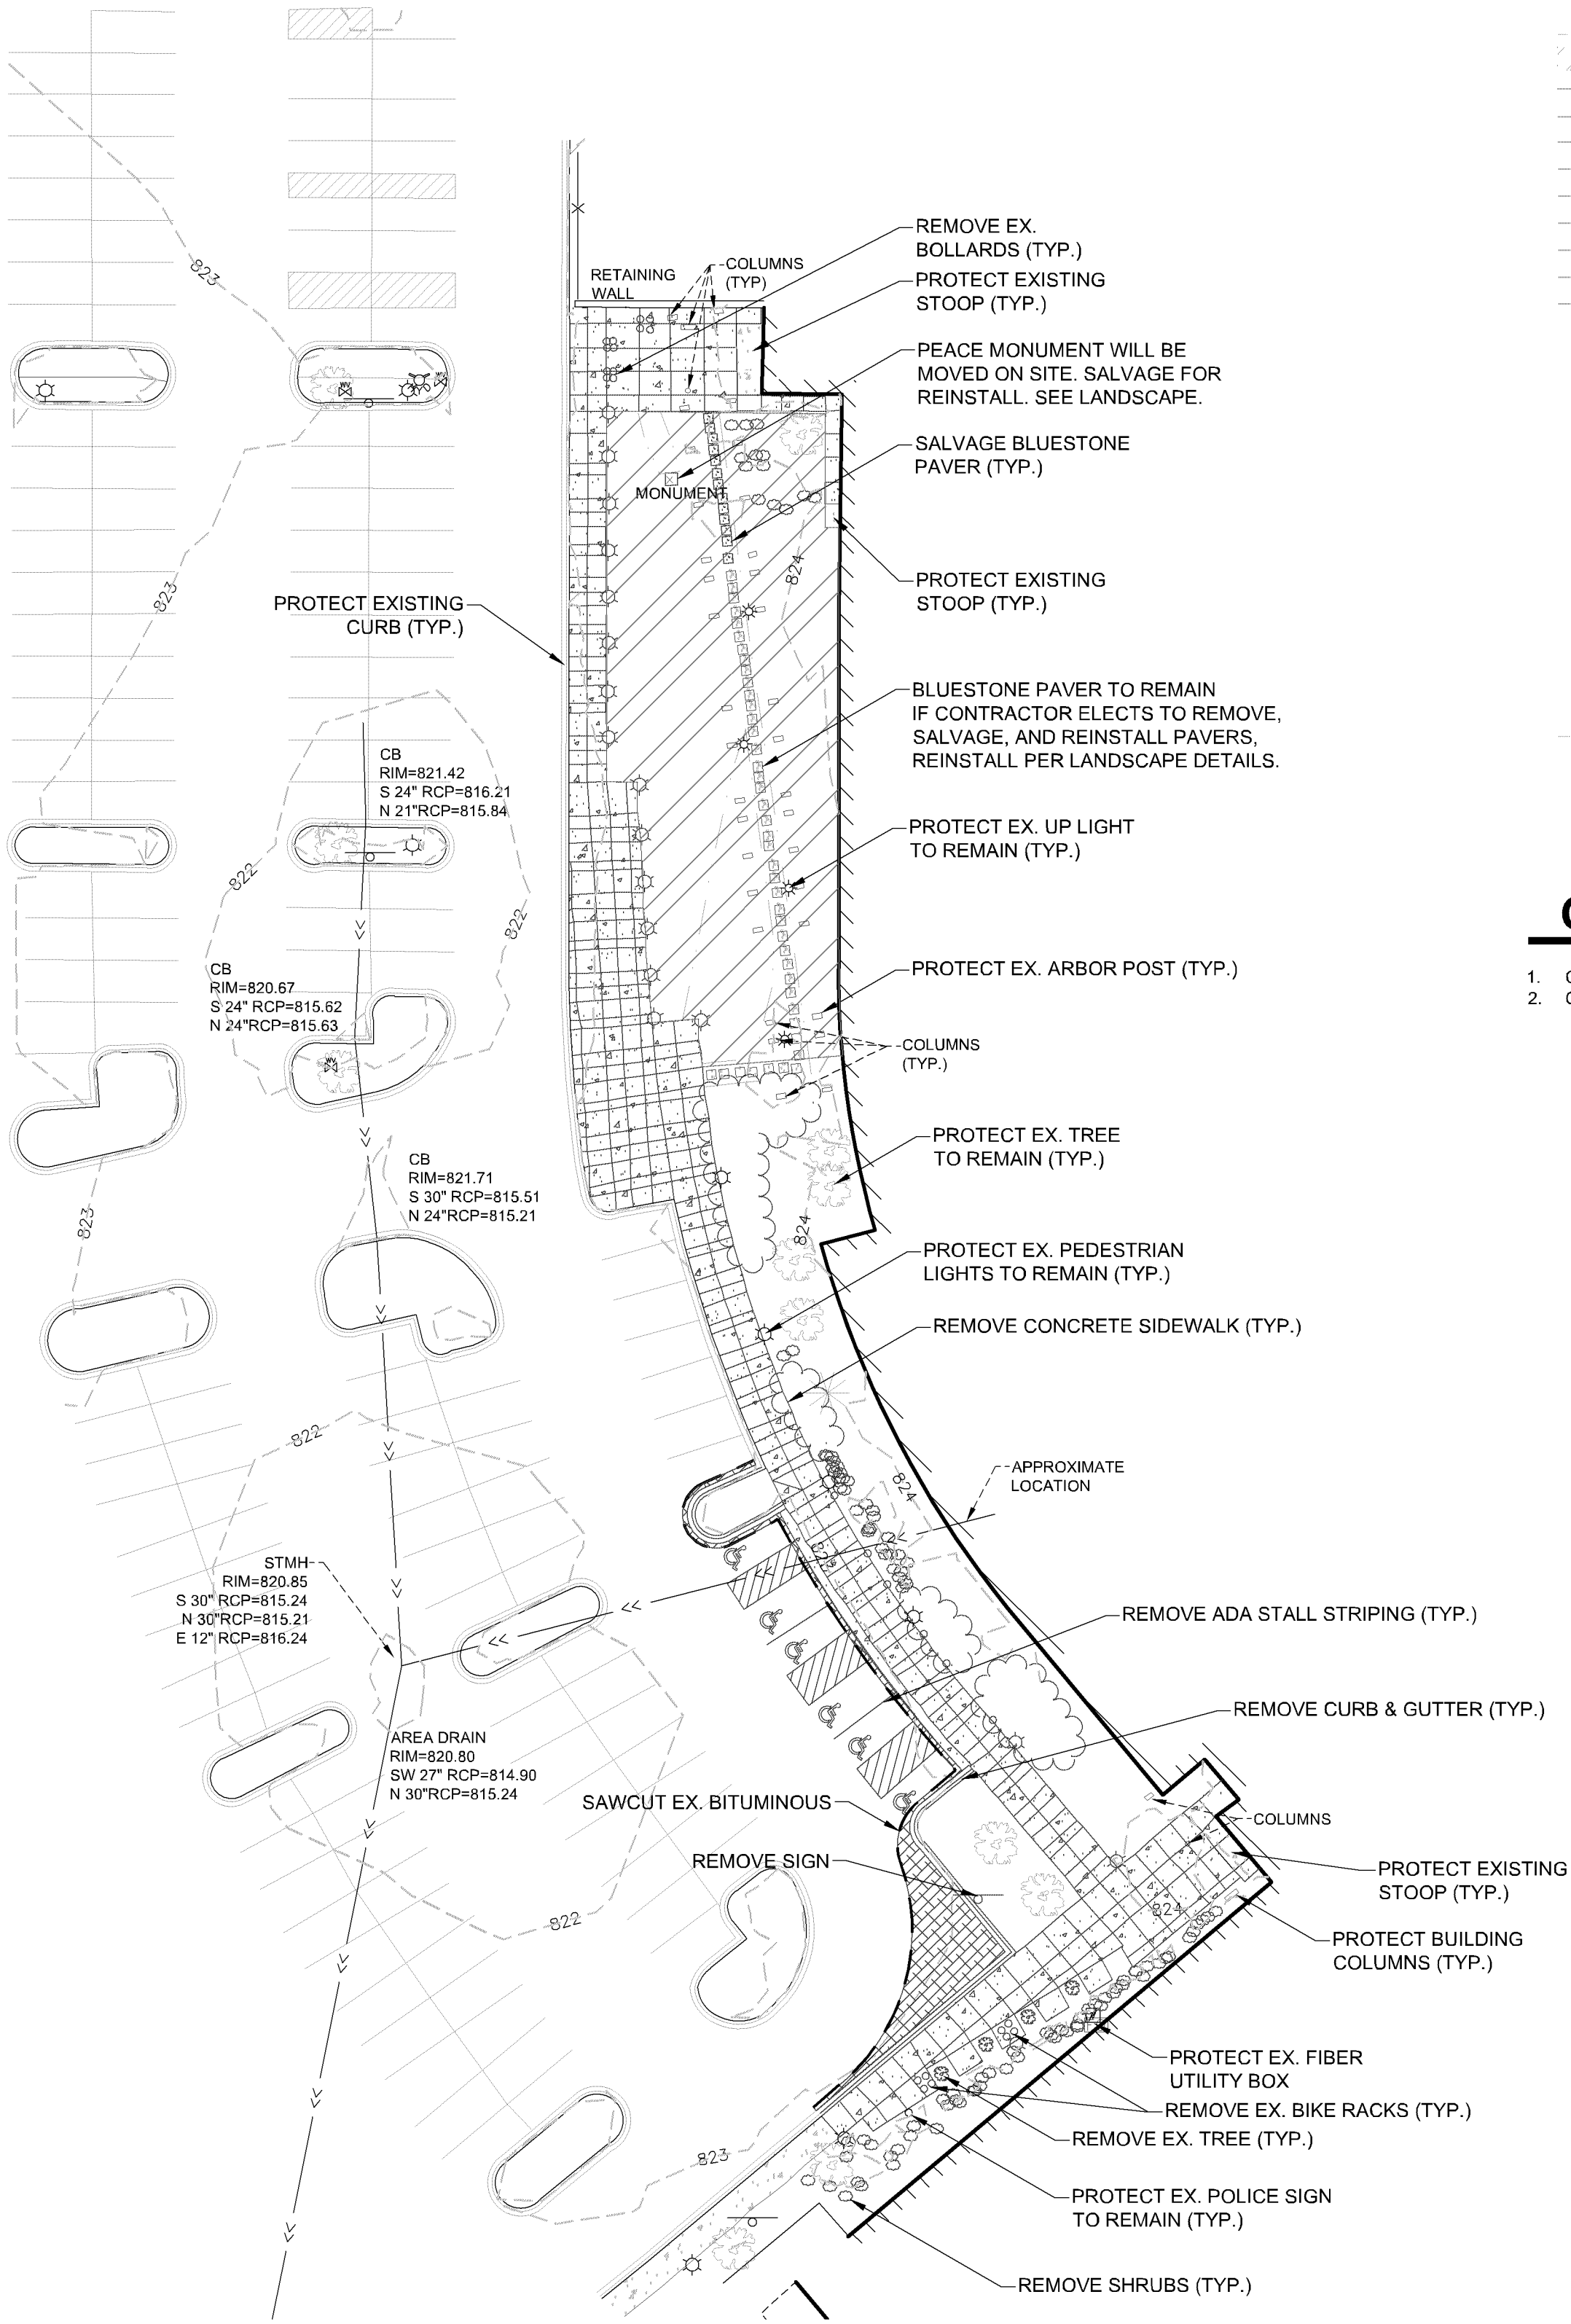 REMOVE EX.
BOLLARDS (TYP.)
COLUMNS
(TYP)
RETAINING
WALL
PROTECT EXISTING
STOOP (TYP.)
823
PEACE MONUMENT WILL BE
MOVED ON SITE. SALVAGE FOR
REINSTALL. SEE LANDSCAPE.
SALVAGE BLUESTONE
PAVER (TYP.)
MONUMENT
824
823
PROTECT EXISTING
STOOP (TYP.)
PROTECT EXISTING
CURB (TYP.)
BLUESTONE PAVER TO REMAIN
IF CONTRACTOR ELECTS TO REMOVE,
SALVAGE, AND REINSTALL PAVERS,
REINSTALL PER LANDSCAPE DETAILS.
CB
RIM=821.42
S 24" RCP=816.21
N 21"RCP=815.84
PROTECT EX. UP LIGHT
TO REMAIN (TYP.)
822
822
CB
RIM=820.67
S 24" RCP=815.62
N 24"RCP=815.63
PROTECT EX. ARBOR POST (TYP.)
1.
2.
COLUMNS
(TYP.)
PROTECT EX. TREE
TO REMAIN (TYP.)
CB
RIM=821.71
S 30" RCP=815.51
N 24"RCP=815.21
823
824
PROTECT EX. PEDESTRIAN
LIGHTS TO REMAIN (TYP.)
REMOVE CONCRETE SIDEWALK (TYP.)
822
APPROXIMATE
LOCATION
824
STMH
RIM=820.85
S 30" RCP=815.24
N 30"RCP=815.21
E 12" RCP=816.24
REMOVE ADA STALL STRIPING (TYP.)
REMOVE CURB & GUTTER (TYP.)
AREA DRAIN
RIM=820.80
SW 27" RCP=814.90
N 30"RCP=815.24
SAWCUT EX. BITUMINOUS
COLUMNS
REMOVE SIGN
PROTECT EXISTING
STOOP (TYP.)
824
822
PROTECT BUILDING
COLUMNS (TYP.)
PROTECT EX. FIBER
UTILITY BOX
REMOVE EX. BIKE RACKS (TYP.)
REMOVE EX. TREE (TYP.)
823
PROTECT EX. POLICE SIGN
TO REMAIN (TYP.)
REMOVE SHRUBS (TYP.)